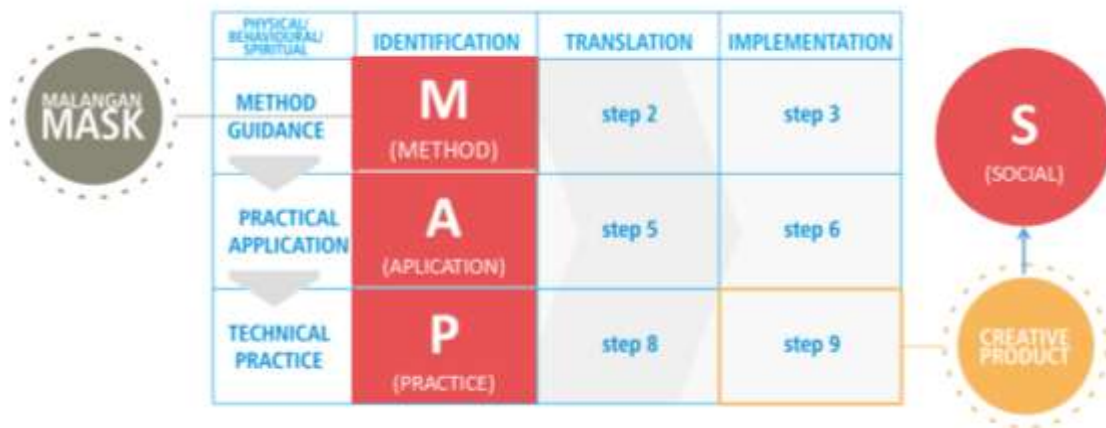 MALANGAN
MASK
PHYSICAL/
BEHAVIOURAL/
SPIRITUAL
IDENTIFICATION
TRANSLATION
IMPLEMENTATION
METHOD
GUIDANCE
M
(METHOD)
step 2
step 3
PRACTICAL
APPLICATION
A
(APLICATION)
step 5
step 6
TECHNICAL
PRACTICE
P
(PRACTICE)
step 8
step 9
S
(SOCIAL)
CREATIVE
PRODUCT